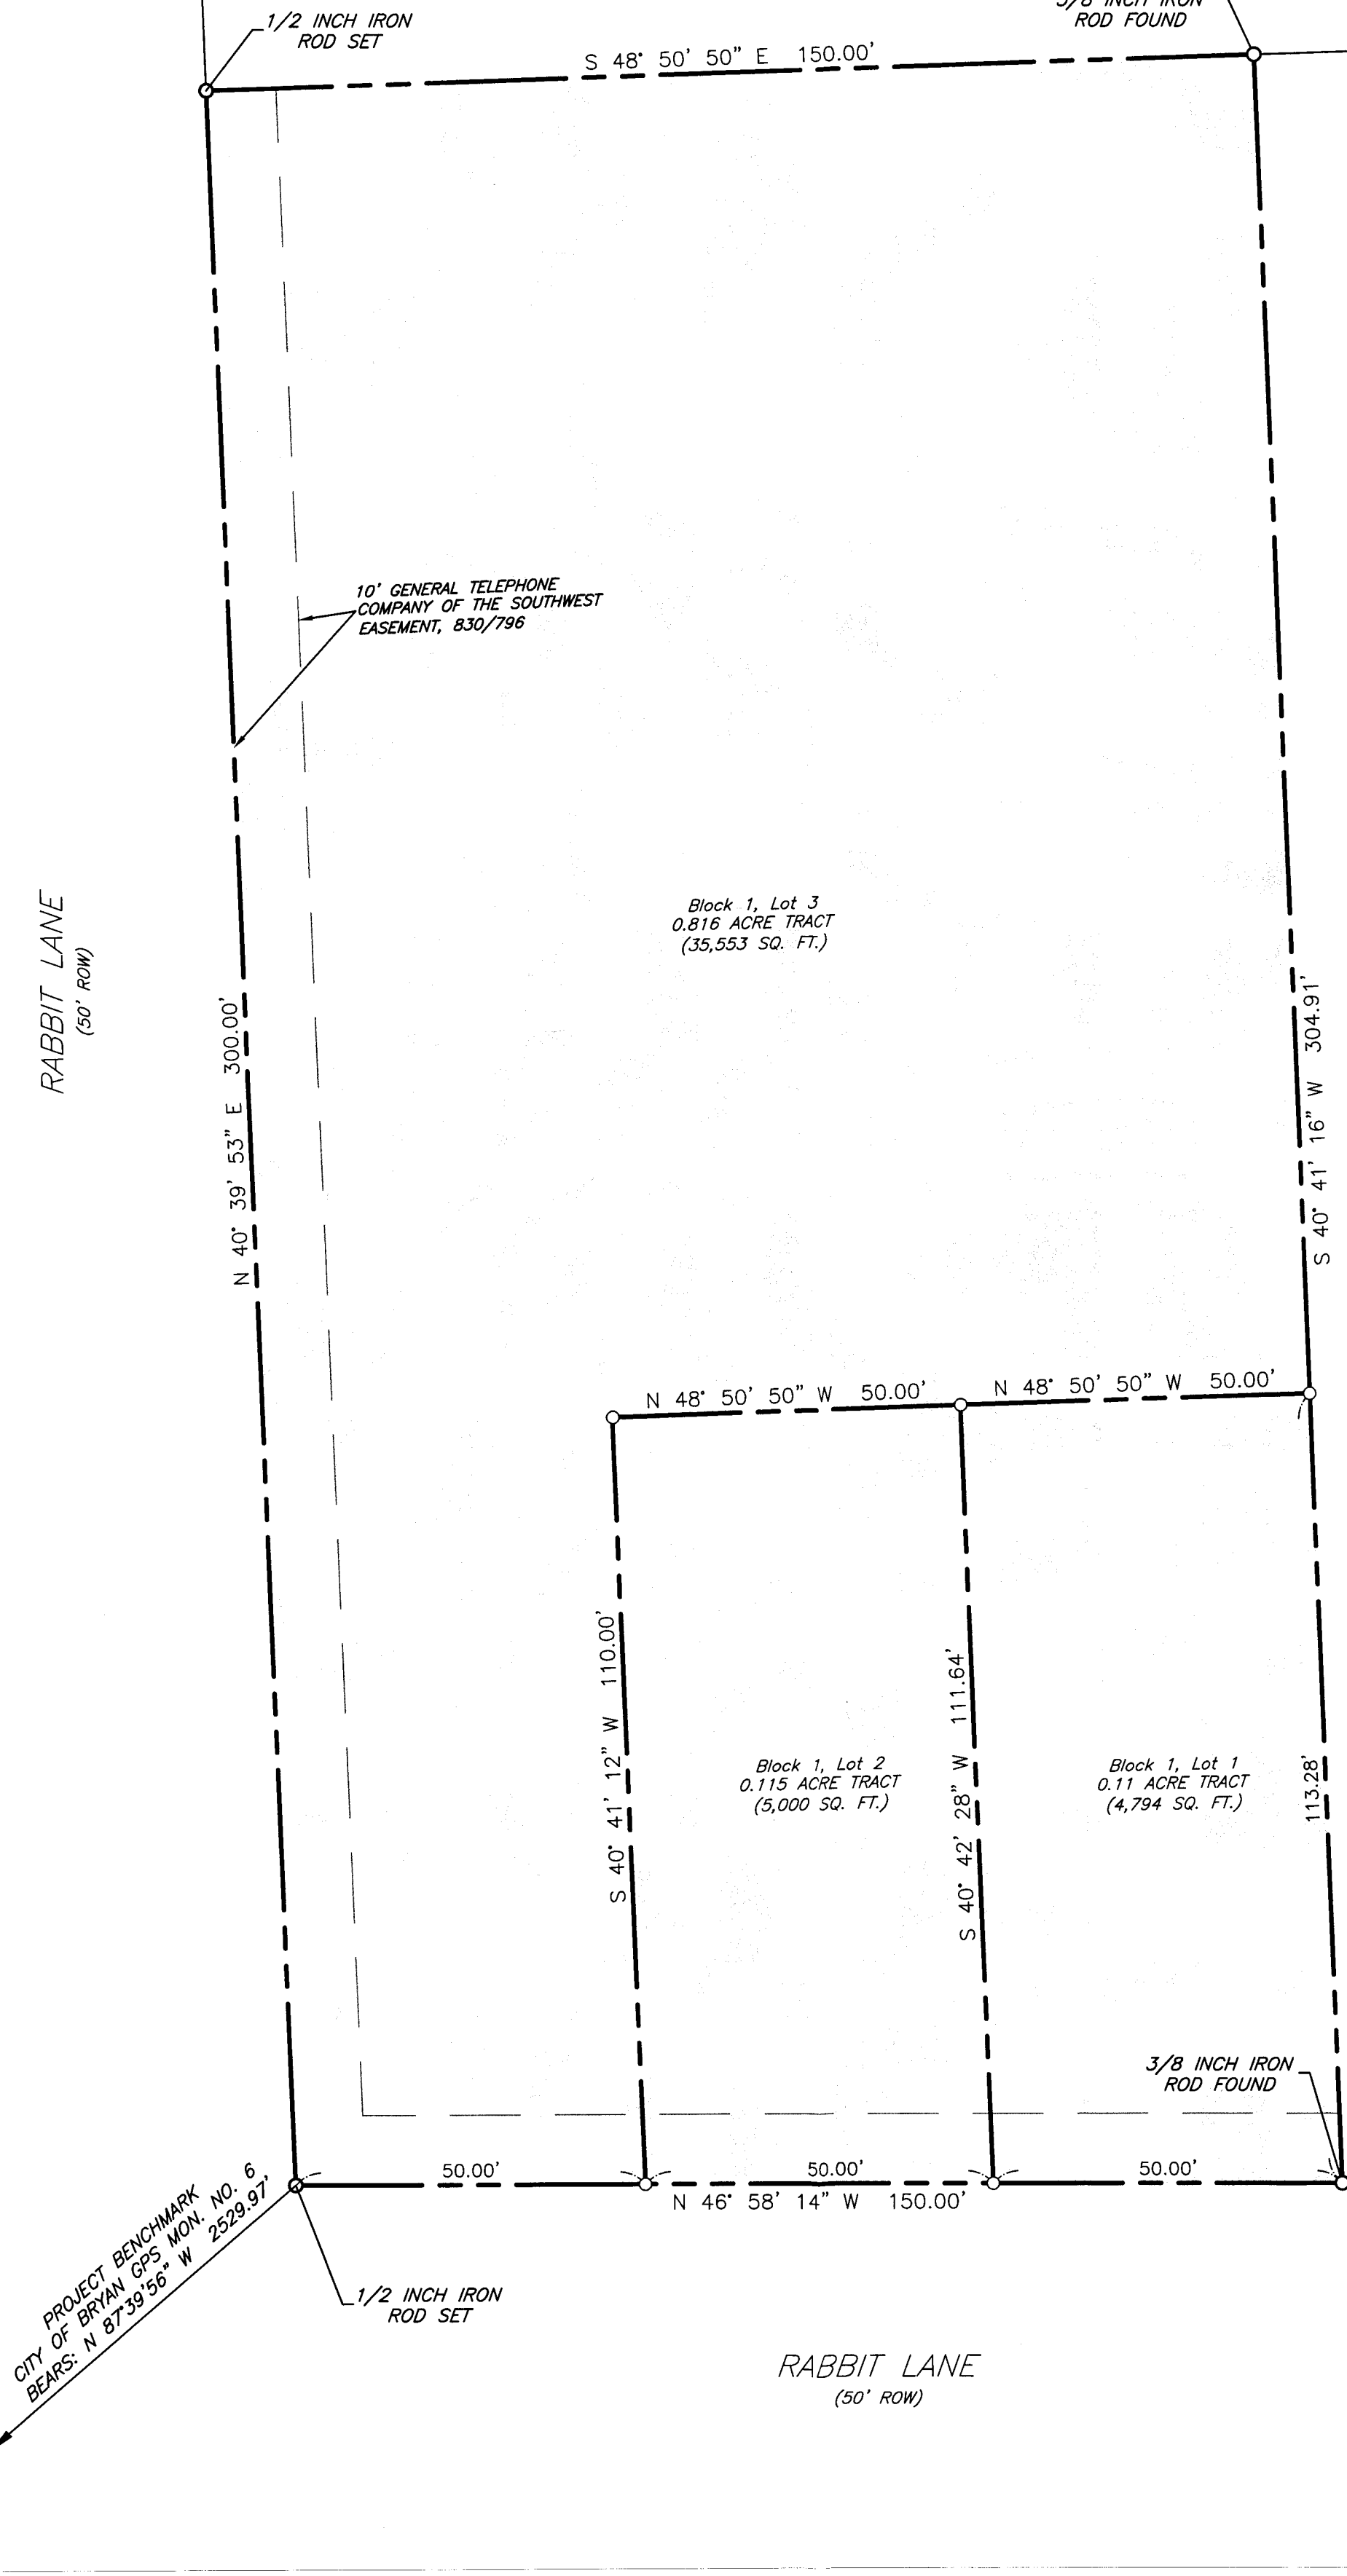 1/2 INCH IRON
ROD SET
S 48° 50' 50" E 150.00'
3/8 INCH IRON
ROD FOUND
10' GENERAL TELEPHONE
COMPANY OF THE SOUTHWEST
EASEMENT, 830/796
RABBIT LANE
(50' ROW)
N 40° 39' 53" E 300.00'
Block 1, Lot 3
0.816 ACRE TRACT
(35,553 SQ. FT.)
S 40° 41' 16" W 304.91'
N 48° 50' 50" W 50.00'
N 48° 50' 50" W 50.00'
S 40° 41' 12" W 110.00'
Block 1, Lot 2
0.115 ACRE TRACT
(5,000 SQ. FT.)
S 40° 42' 28" W 111.64'
Block 1, Lot 1
0.11 ACRE TRACT
(4,794 SQ. FT.)
113.28'
3/8 INCH IRON
ROD FOUND
50.00'
50.00'
50.00'
N 46° 58' 14" W 150.00'
PROJECT BENCHMARK
CITY OF BRYAN GPS MON. NO. 6
BEARS: N 87°39'56" W 2529.97'
1/2 INCH IRON
ROD SET
RABBIT LANE
(50' ROW)